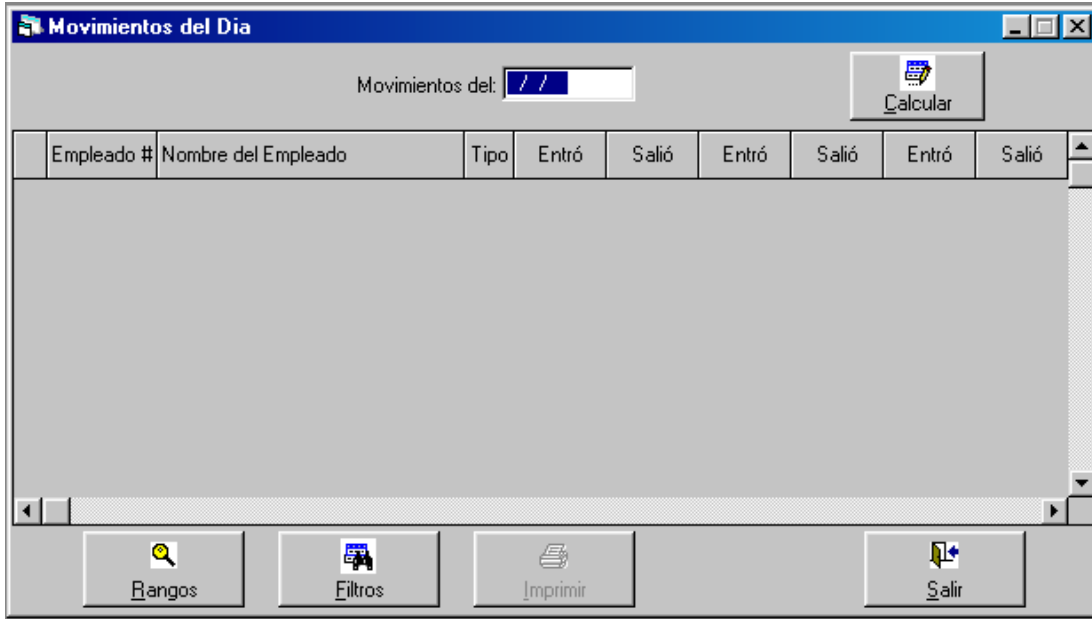 Movimientos del Dia
Movimientos del: / /
Calcular
Empleado # Nombre del Empleado Tipo Entró Salió Entró Salió Entró Salió
Rangos Filtros Imprimir Salir